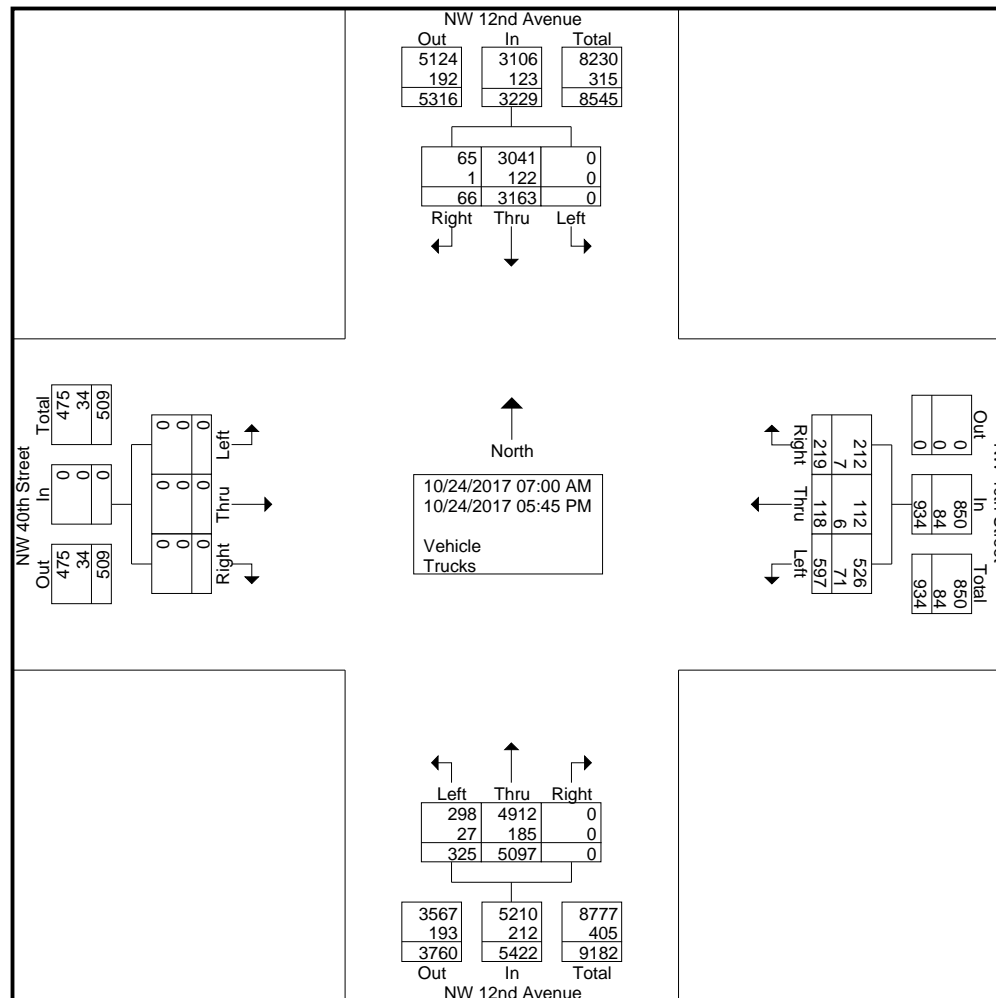 NW 12nd Avenue
Out In Total
5124 3106 8230
192 123 315
5316 3229 8545
65 3041 0
1 122 0
66 3163 0
Right Thru Left
NW 40th Street
Total In Out
475 0 475
34 0 34
509 0 509
0 0 0
0 0 0
0 0 0
Left Thru Right
North
10/24/2017 07:00 AM
10/24/2017 05:45 PM
Vehicle
Trucks
Right Thru Left
212 112 526
7 6 71
219 118 597
Out In Total
0 850 850
0 84 84
0 934 934
Left Thru Right
298 4912 0
27 185 0
325 5097 0
3567 5210 8777
193 212 405
3760 5422 9182
Out In Total
NW 12nd Avenue